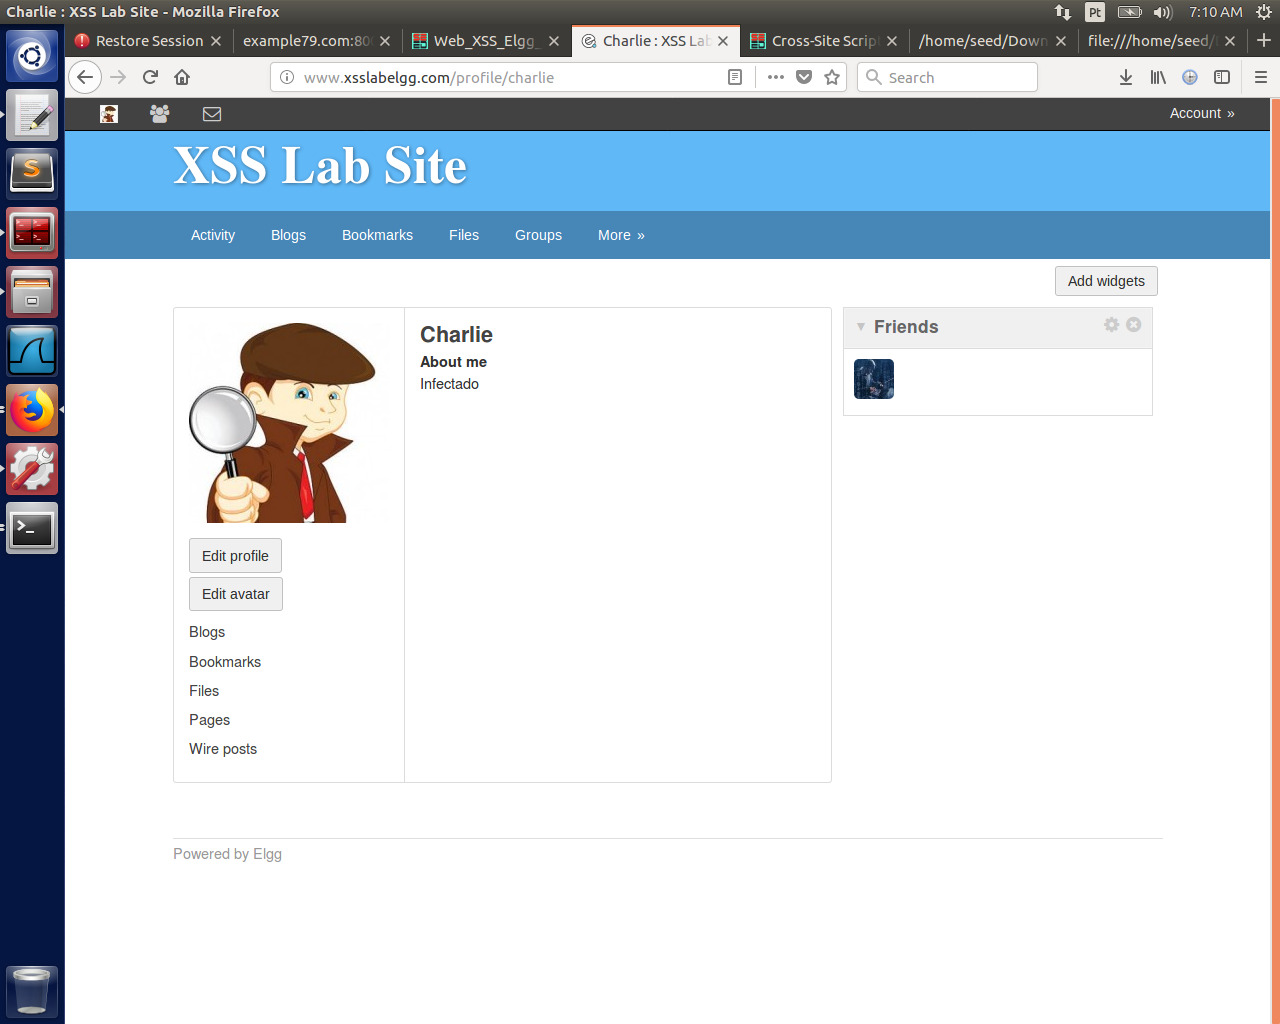 Charlie : XSS Lab Site - Mozilla Firefox
Pt
7:10 AM
Restore Session
example79.com:80
Web_XSS_Elgg_
Charlie : XSS Lab
Cross-Site Script
/home/seed/Down
file:///home/seed/
www.xsslabelgg.com/profile/charlie
Search
Account »
XSS Lab Site
Activity
Blogs
Bookmarks
Files
Groups
More »
Add widgets
Charlie
About me
Infectado
Friends
Edit profile
Edit avatar
Blogs
Bookmarks
Files
Pages
Wire posts
Powered by Elgg